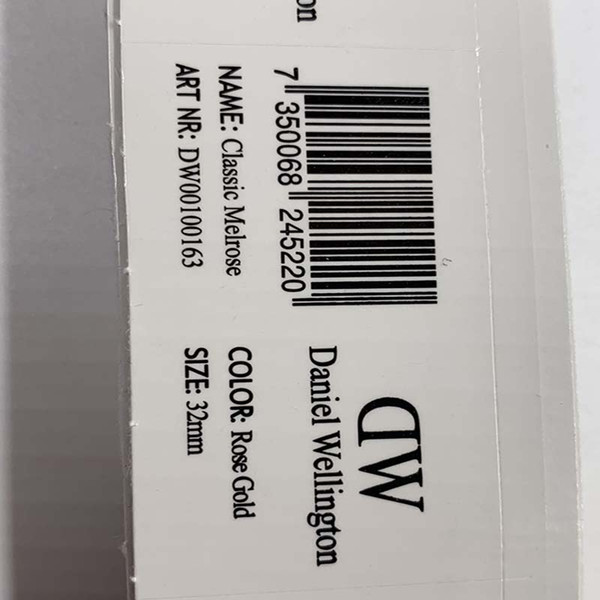 on
7 350068 245220
NAME: Classic Melrose
ART NR: DW00100163
DW
Daniel Wellington
COLOR: Rose Gold
SIZE: 32mm